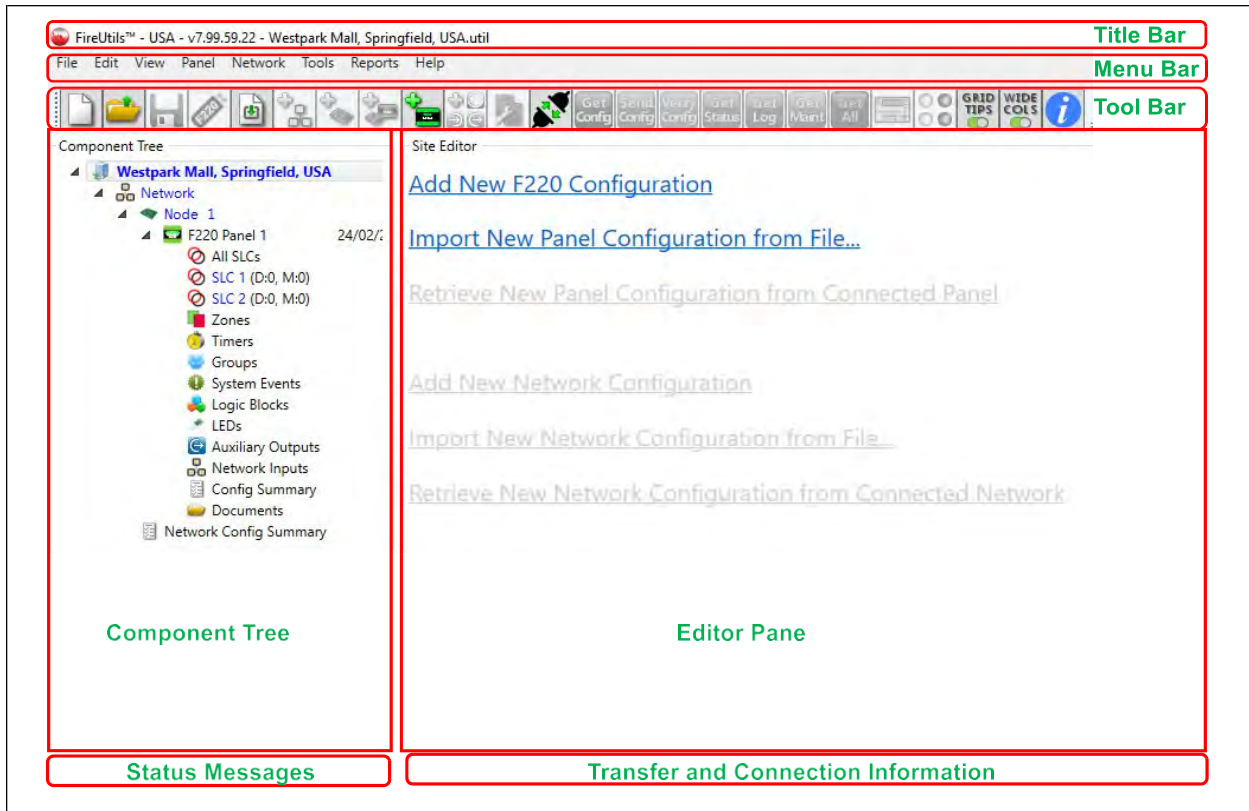 FireUtils™ - USA - v7.99.59.22 - Westpark Mall, Springfield, USA.util
Title Bar
File Edit View Panel Network Tools Reports Help
Menu Bar
Get Config
Send Config
Verify Config
Get Status
Get Log
Get Maint
Get All
GRID TIPS
WIDE COLS
Tool Bar
Component Tree
Westpark Mall, Springfield, USA
Network
Node 1
F220 Panel 1 24/02/2
All SLCs
SLC 1 (D:0, M:0)
SLC 2 (D:0, M:0)
Zones
Timers
Groups
System Events
Logic Blocks
LEDs
Auxiliary Outputs
Network Inputs
Config Summary
Documents
Network Config Summary
Component Tree
Site Editor
Add New F220 Configuration
Import New Panel Configuration from File...
Retrieve New Panel Configuration from Connected Panel
Add New Network Configuration
Import New Network Configuration from File...
Retrieve New Network Configuration from Connected Network
Editor Pane
Status Messages
Transfer and Connection Information